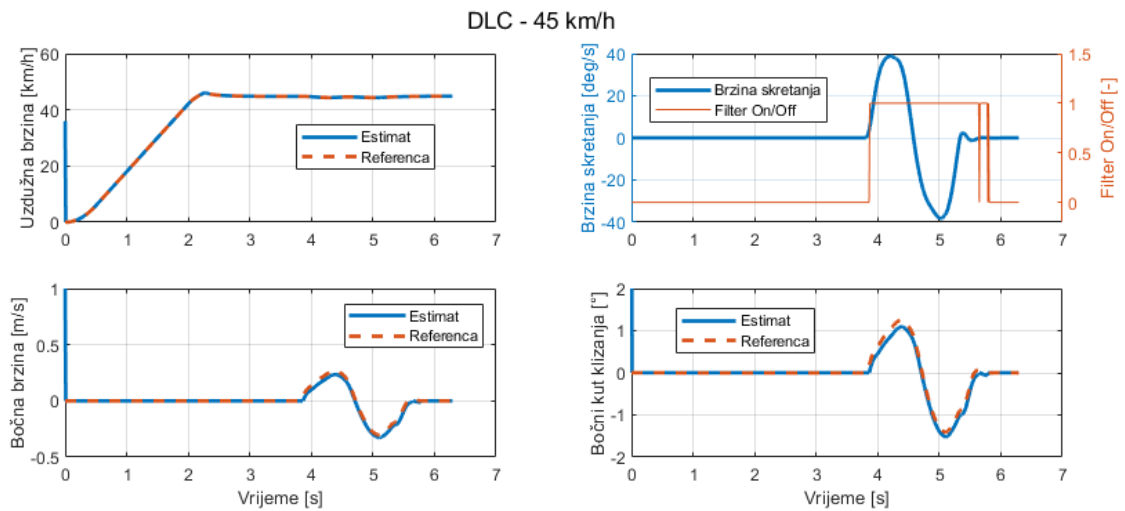 DLC - 45 km/h
Uzdužna brzina [km/h]
60
40
20
0
Estimat
Referenca
0 1 2 3 4 5 6 7
Brzina skretanja [deg/s]
40
20
0
-20
-40
Brzina skretanja
Filter On/Off
1.5
1
0.5
0
Filter On/Off [-]
0 1 2 3 4 5 6 7
Bočna brzina [m/s]
1
0.5
0
-0.5
Estimat
Referenca
0 1 2 3 4 5 6 7
Vrijeme [s]
Bočni kut klizanja [°]
2
1
0
-1
-2
Estimat
Referenca
0 1 2 3 4 5 6 7
Vrijeme [s]